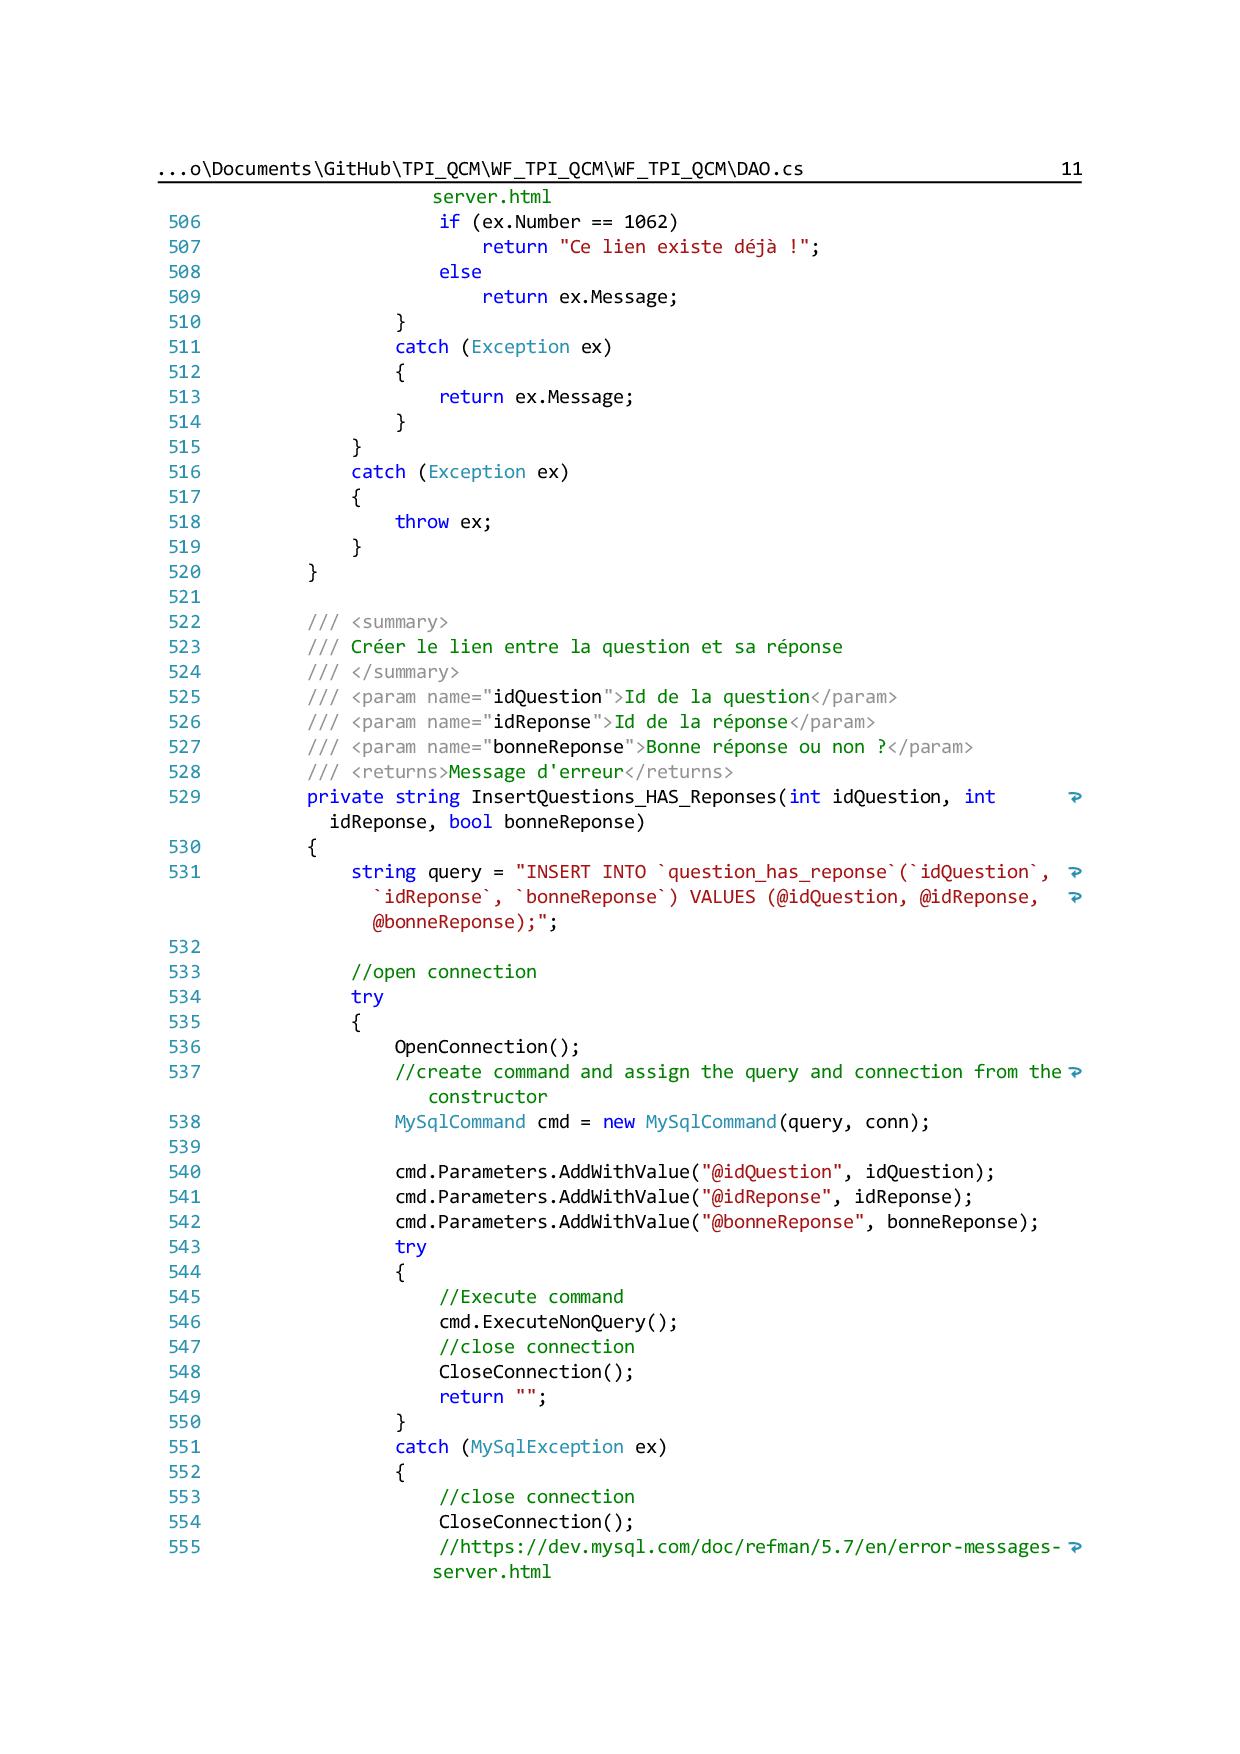 ...o\Documents\GitHub\TPI_QCM\WF_TPI_QCM\WF_TPI_QCM\DAO.cs 11
server.html
506 if (ex.Number == 1062)
507 return "Ce lien existe déjà !";
508 else
509 return ex.Message;
510 }
511 catch (Exception ex)
512 {
513 return ex.Message;
514 }
515 }
516 catch (Exception ex)
517 {
518 throw ex;
519 }
520 }
521
522 /// <summary>
523 /// Créer le lien entre la question et sa réponse
524 /// </summary>
525 /// <param name="idQuestion">Id de la question</param>
526 /// <param name="idReponse">Id de la réponse</param>
527 /// <param name="bonneReponse">Bonne réponse ou non ?</param>
528 /// <returns>Message d'erreur</returns>
529 private string InsertQuestions_HAS_Reponses(int idQuestion, int
idReponse, bool bonneReponse)
530 {
531 string query = "INSERT INTO `question_has_reponse`(`idQuestion`,
`idReponse`, `bonneReponse`) VALUES (@idQuestion, @idReponse,
@bonneReponse);";
532
533 //open connection
534 try
535 {
536 OpenConnection();
537 //create command and assign the query and connection from the
constructor
538 MySqlCommand cmd = new MySqlCommand(query, conn);
539
540 cmd.Parameters.AddWithValue("@idQuestion", idQuestion);
541 cmd.Parameters.AddWithValue("@idReponse", idReponse);
542 cmd.Parameters.AddWithValue("@bonneReponse", bonneReponse);
543 try
544 {
545 //Execute command
546 cmd.ExecuteNonQuery();
547 //close connection
548 CloseConnection();
549 return "";
550 }
551 catch (MySqlException ex)
552 {
553 //close connection
554 CloseConnection();
555 //https://dev.mysql.com/doc/refman/5.7/en/error-messages-
server.html